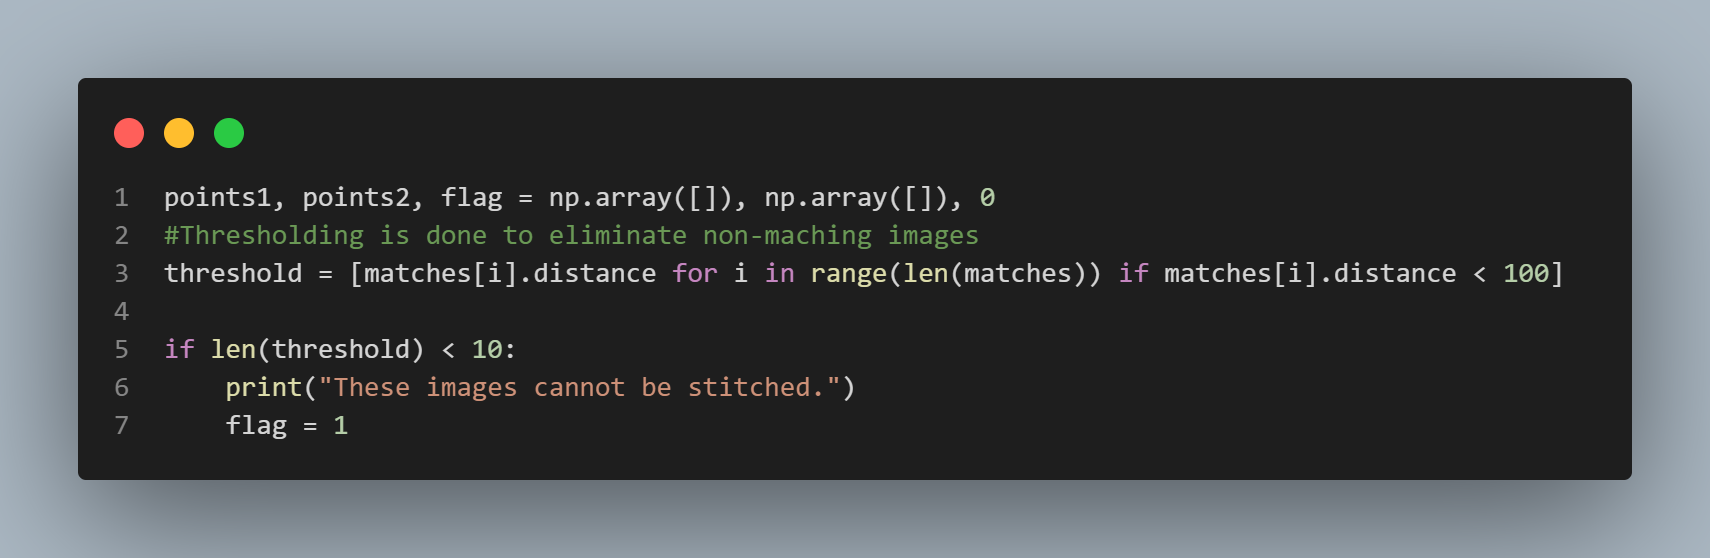 1 points1, points2, flag = np.array([]), np.array([]), 0
2 #Thresholding is done to eliminate non-maching images
3 threshold = [matches[i].distance for i in range(len(matches)) if matches[i].distance < 100]
4
5 if len(threshold) < 10:
6     print("These images cannot be stitched.")
7     flag = 1